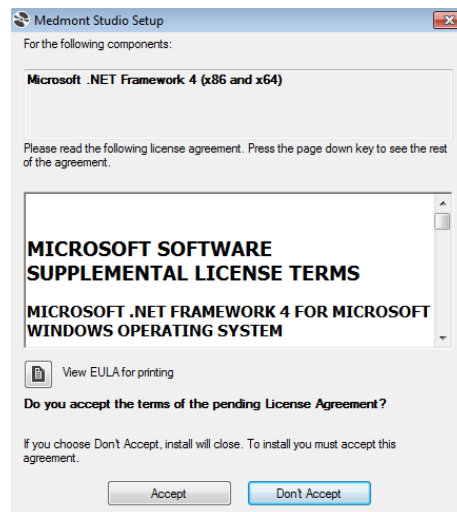 Medmont Studio Setup
For the following components:
Microsoft .NET Framework 4 (x86 and x64)
Please read the following license agreement. Press the page down key to see the rest
of the agreement.
MICROSOFT SOFTWARE
SUPPLEMENTAL LICENSE TERMS
MICROSOFT .NET FRAMEWORK 4 FOR MICROSOFT
WINDOWS OPERATING SYSTEM
View EULA for printing
Do you accept the terms of the pending License Agreement?
If you choose Don't Accept, install will close. To install you must accept this
agreement.
Accept
Don't Accept